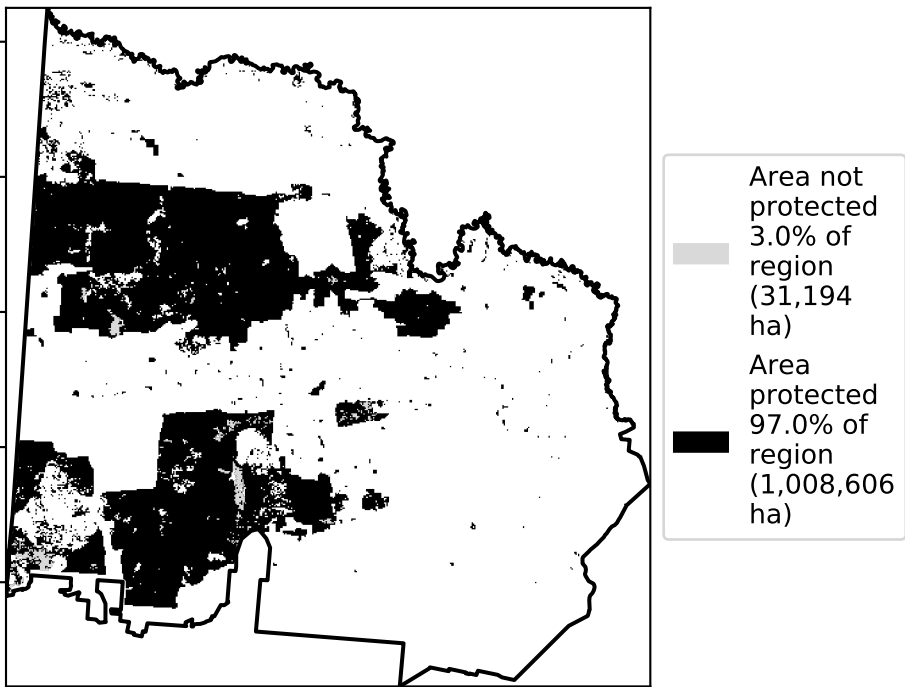 Area not
protected
3.0% of
region
(31,194
ha)
Area
protected
97.0% of
region
(1,008,606
ha)